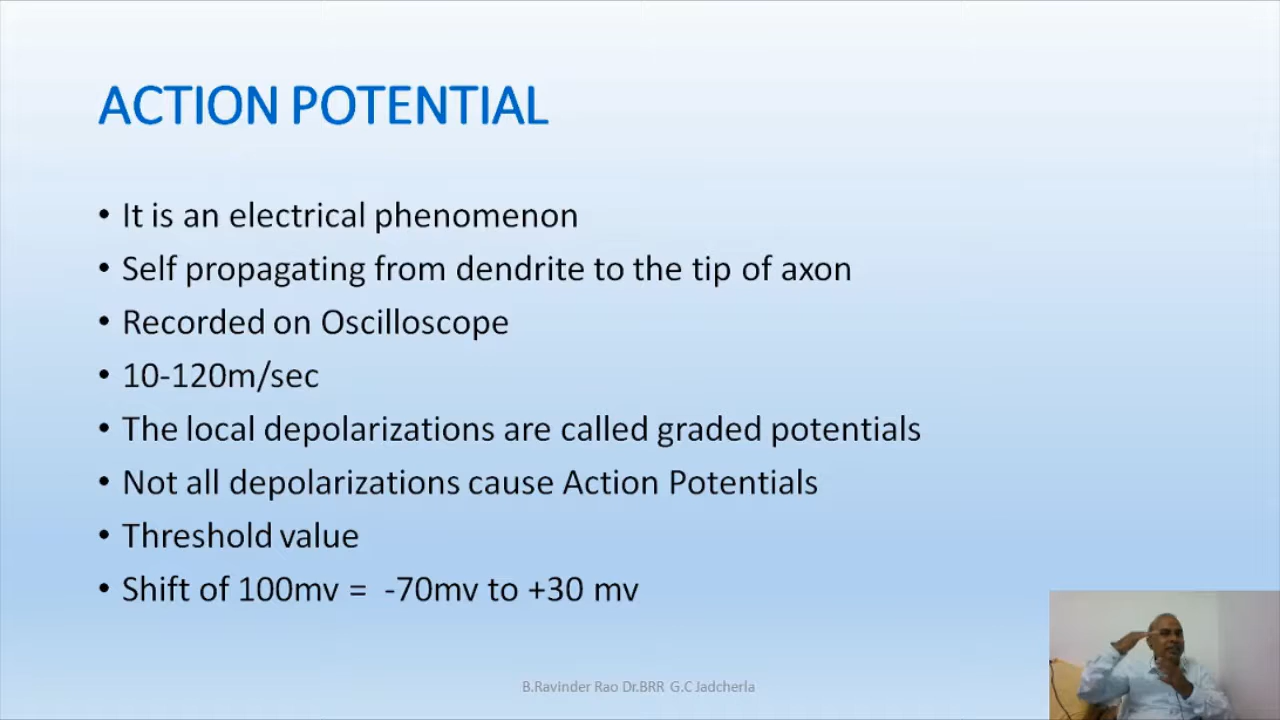 ACTION POTENTIAL
• It is an electrical phenomenon
• Self propagating from dendrite to the tip of axon
• Recorded on Oscilloscope
• 10-120m/sec
• The local depolarizations are called graded potentials
• Not all depolarizations cause Action Potentials
• Threshold value
• Shift of 100mv = -70mv to +30 mv
B.Ravinder Rao Dr.BRR G.C Jadcherla